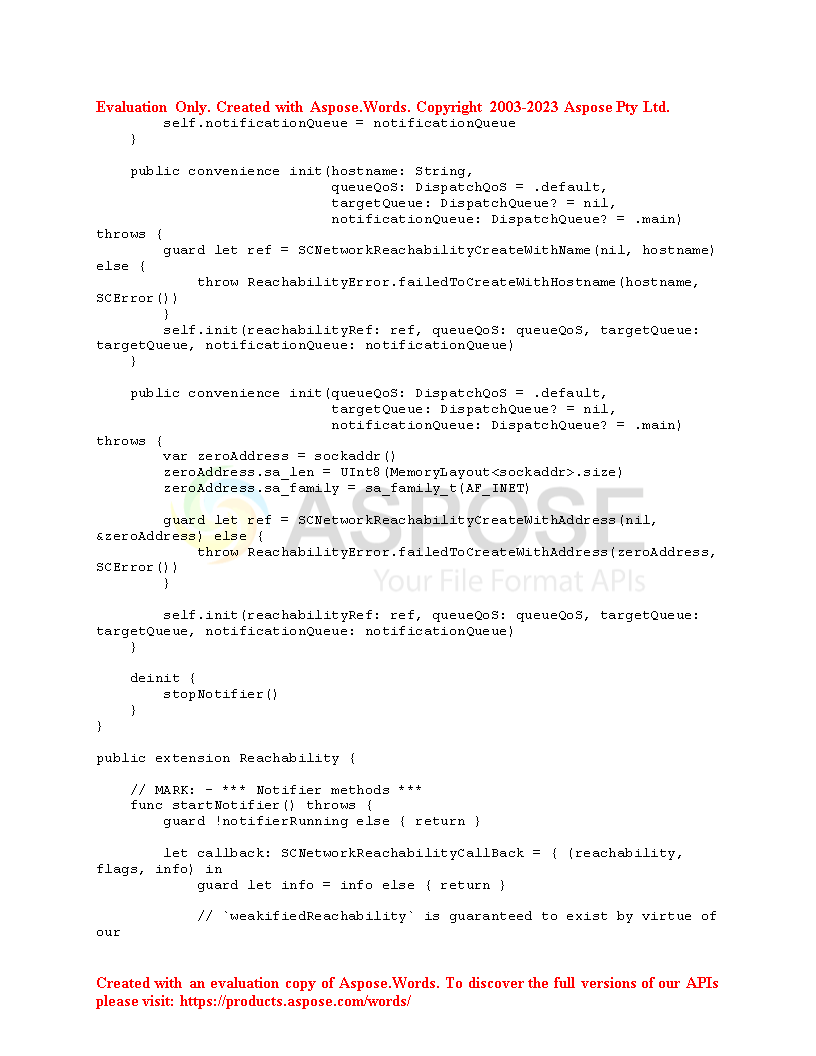 Evaluation Only. Created with Aspose.Words. Copyright 2003-2023 Aspose Pty Ltd.
        self.notificationQueue = notificationQueue
    }

    public convenience init(hostname: String,
                            queueQoS: DispatchQoS = .default,
                            targetQueue: DispatchQueue? = nil,
                            notificationQueue: DispatchQueue? = .main)
throws {
        guard let ref = SCNetworkReachabilityCreateWithName(nil, hostname)
else {
            throw ReachabilityError.failedToCreateWithHostname(hostname,
SCError())
        }
        self.init(reachabilityRef: ref, queueQoS: queueQoS, targetQueue:
targetQueue, notificationQueue: notificationQueue)
    }

    public convenience init(queueQoS: DispatchQoS = .default,
                            targetQueue: DispatchQueue? = nil,
                            notificationQueue: DispatchQueue? = .main)
throws {
        var zeroAddress = sockaddr()
        zeroAddress.sa_len = UInt8(MemoryLayout<sockaddr>.size)
        zeroAddress.sa_family = sa_family_t(AF_INET)

        guard let ref = SCNetworkReachabilityCreateWithAddress(nil,
&zeroAddress) else {
            throw ReachabilityError.failedToCreateWithAddress(zeroAddress,
SCError())
        }
ASPOSE
Your File Format APIs

        self.init(reachabilityRef: ref, queueQoS: queueQoS, targetQueue:
targetQueue, notificationQueue: notificationQueue)
    }

    deinit {
        stopNotifier()
    }
}

public extension Reachability {

    // MARK: - *** Notifier methods ***
    func startNotifier() throws {
        guard !notifierRunning else { return }

        let callback: SCNetworkReachabilityCallBack = { (reachability,
flags, info) in
            guard let info = info else { return }

            // `weakifiedReachability` is guaranteed to exist by virtue of
our
Created with an evaluation copy of Aspose.Words. To discover the full versions of our APIs
please visit: https://products.aspose.com/words/